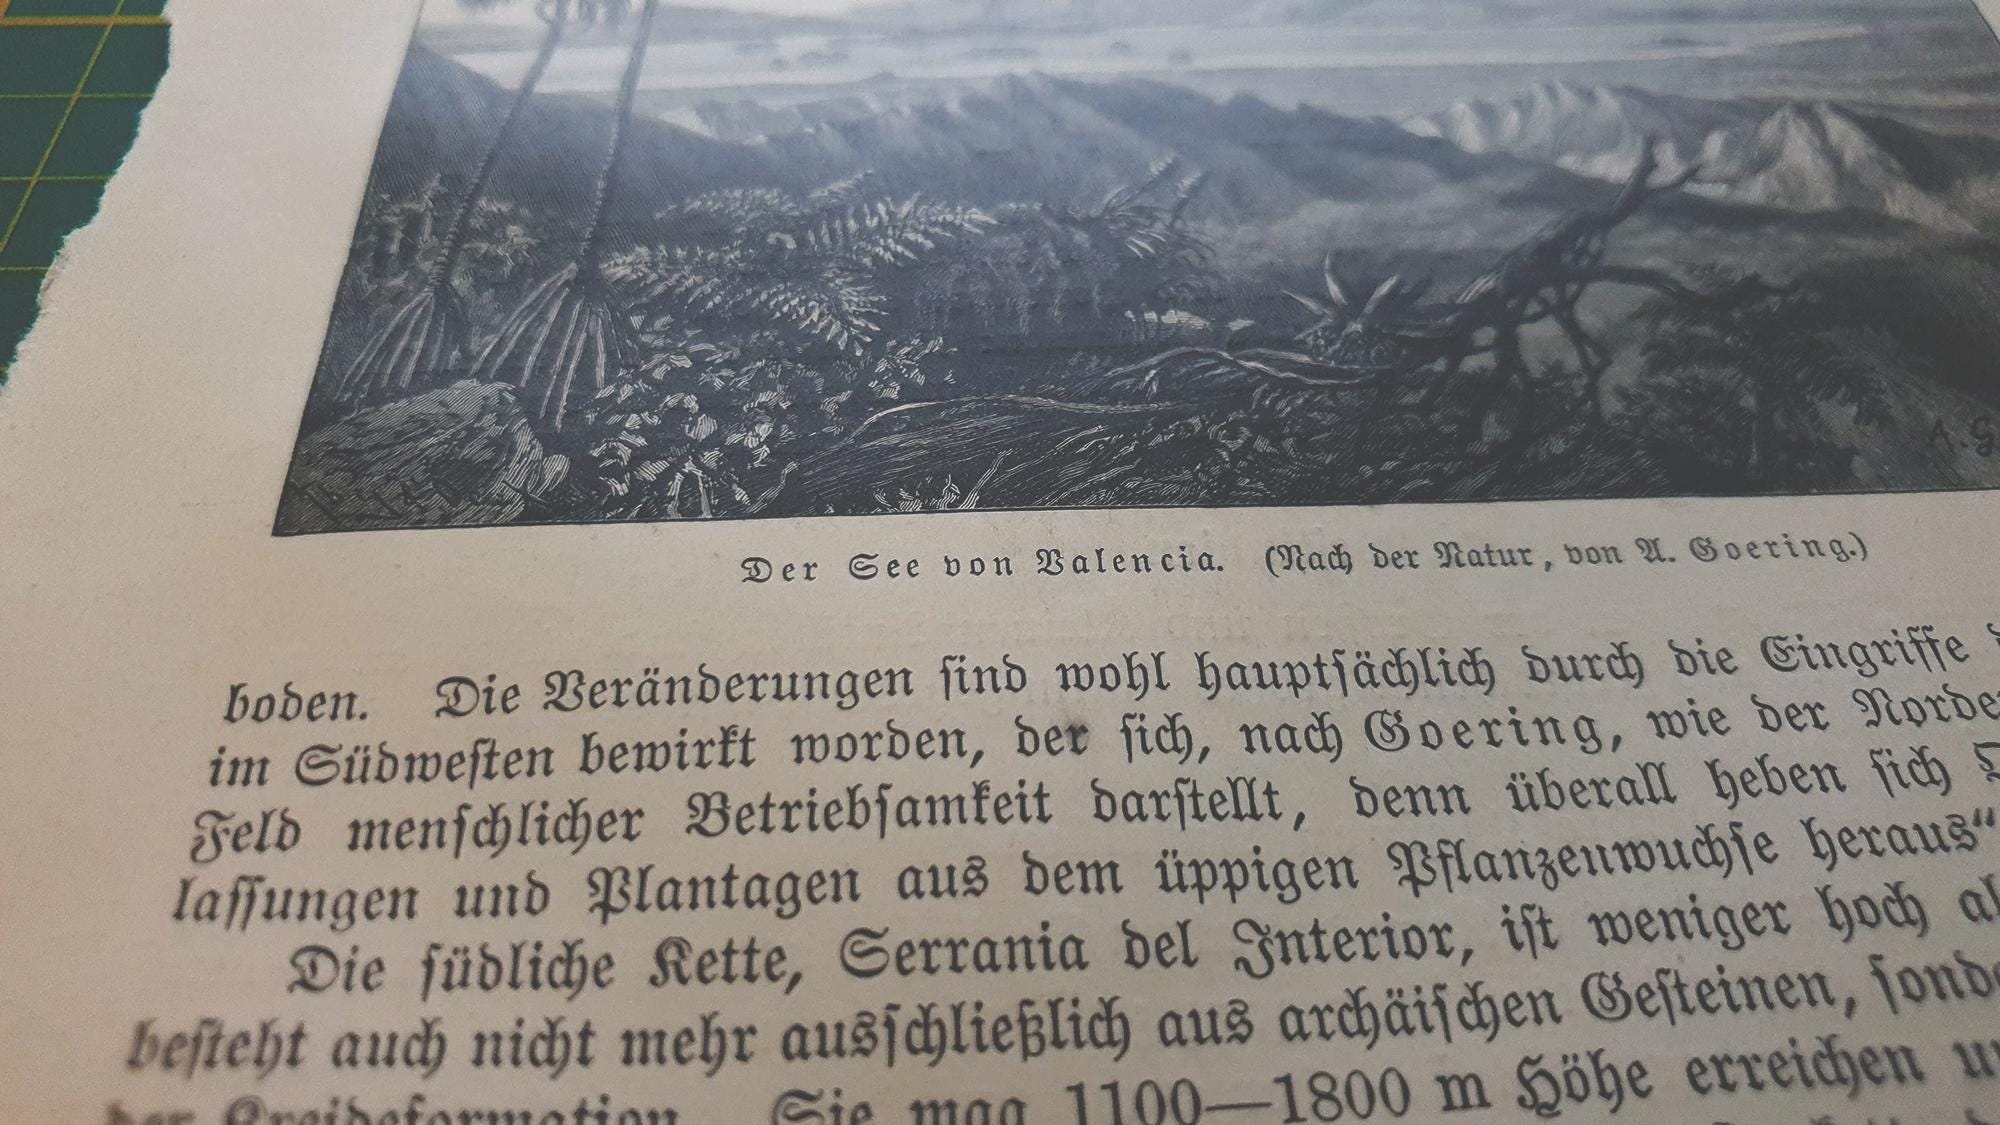 A. G
Der See von Valencia. (Nach der Natur, von A. Goering.)
boden. Die Veränderungen ſind wohl hauptſächlich durch die Eingriffe
im Südweſten bewirkt worden, der ſich, nach Goering, wie der Norde
Feld menſchlicher Betriebſamkeit darſtellt, denn überall heben ſich
laſſungen und Plantagen aus dem üppigen Pflanzenwuchſe heraus“
Die ſüdliche Kette, Serrania del Interior, iſt weniger hoch al
beſteht auch nicht mehr ausſchließlich aus archäiſchen Geſteinen, ſond
der Kreideformation. Sie mag 1100—1800 m Höhe erreichen u